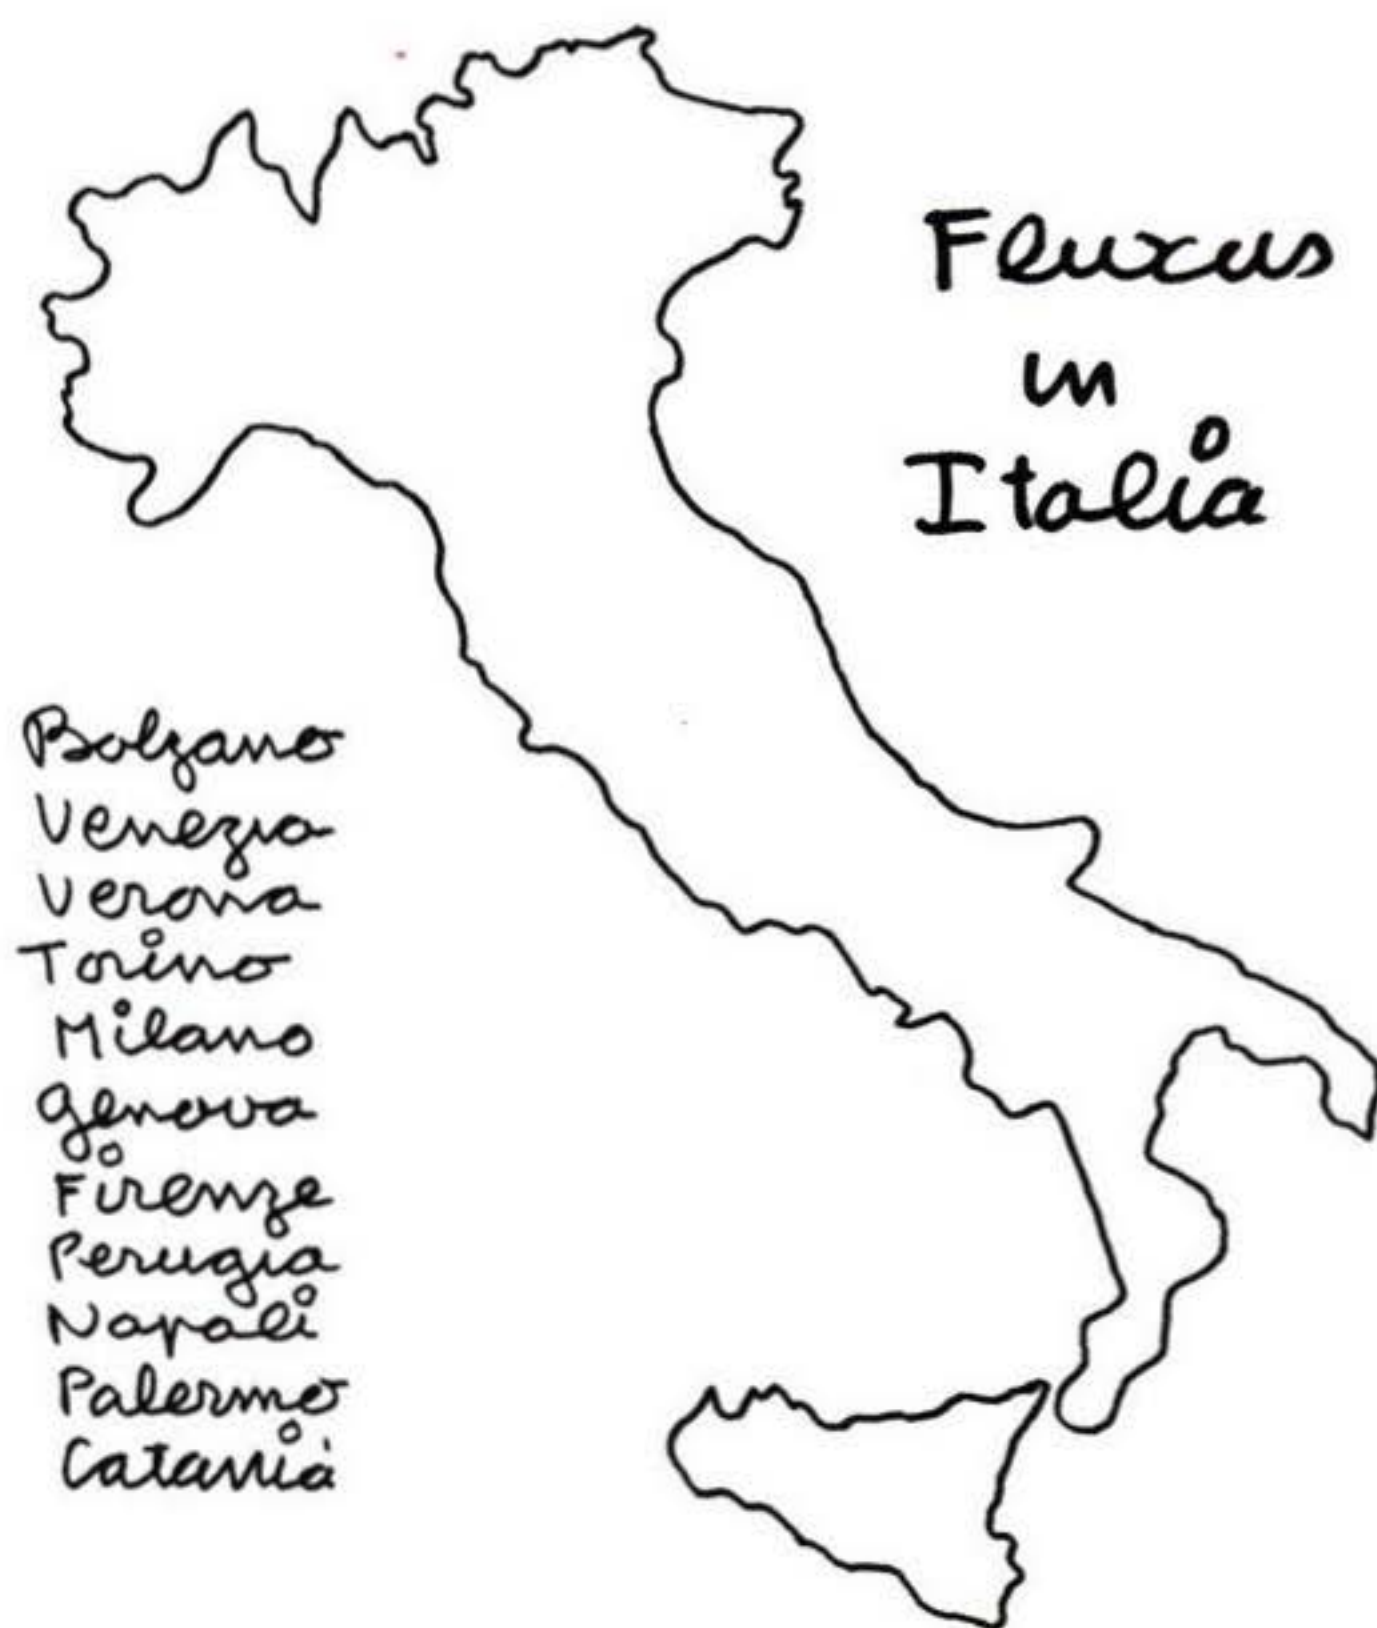 Fluxus
in
Italia
Bolzano
Venezia
Verona
Torino
Milano
Genova
Firenze
Perugia
Napoli
Palermo
Catania